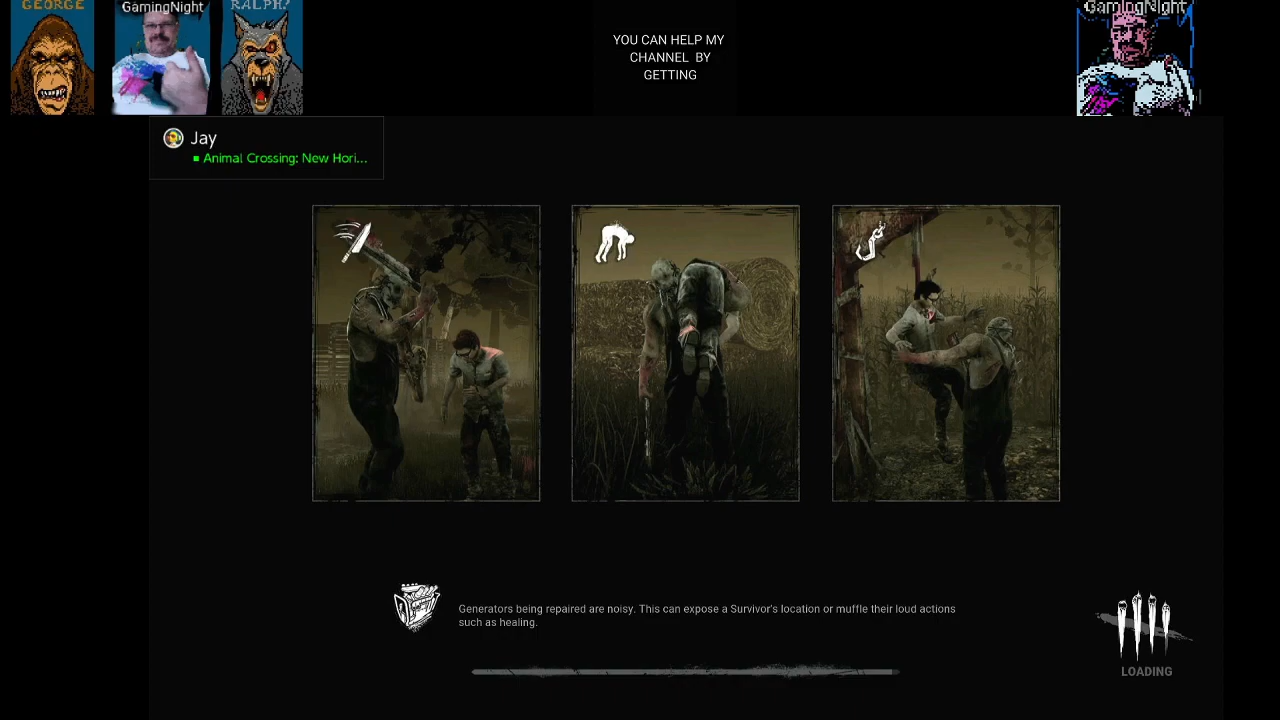 GEORGE
GamingNight
RALPH!
YOU CAN HELP MY
CHANNEL BY
GETTING
GamingNight
Jay
Animal Crossing: New Hori...
Generators being repaired are noisy. This can expose a Survivor's location or muffle their loud actions
such as healing.
LOADING